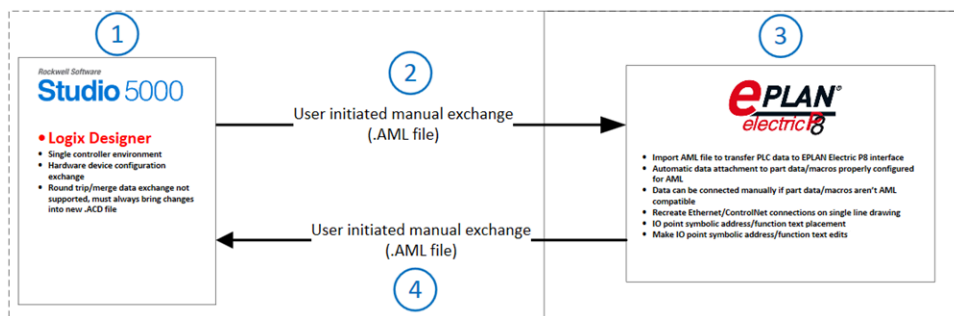 1
2
3
Rockwell Software
Studio 5000
• Logix Designer
• Single controller environment
• Hardware device configuration
exchange
• Round trip/merge data exchange not
supported, must always bring changes
into new .ACD file
User initiated manual exchange
(.AML file)
ePLAN®
electric P8
• Import AML file to transfer PLC data to EPLAN Electric P8 interface
• Automatic data attachment to part data/macros properly configured
for AML
• Data can be connected manually if part data/macros aren't AML
compatible
• Recreate Ethernet/ControlNet connections on single line drawing
• IO point symbolic address/function text placement
• Make IO point symbolic address/function text edits
User initiated manual exchange
(.AML file)
4